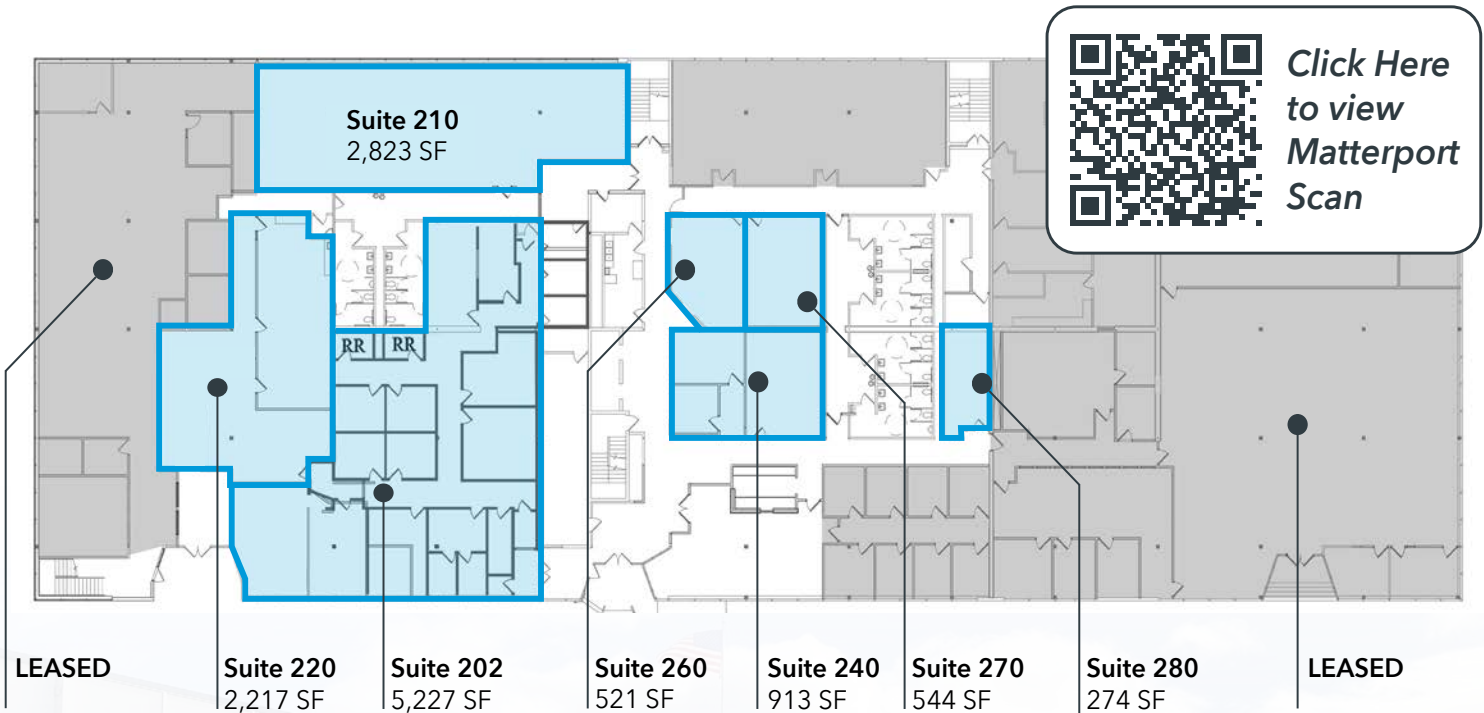 Click Here
to view
Matterport
Scan
Suite 210
2,823 SF
RR RR
LEASED
Suite 220
2,217 SF
Suite 202
5,227 SF
Suite 260
521 SF
Suite 240
913 SF
Suite 270
544 SF
Suite 280
274 SF
LEASED